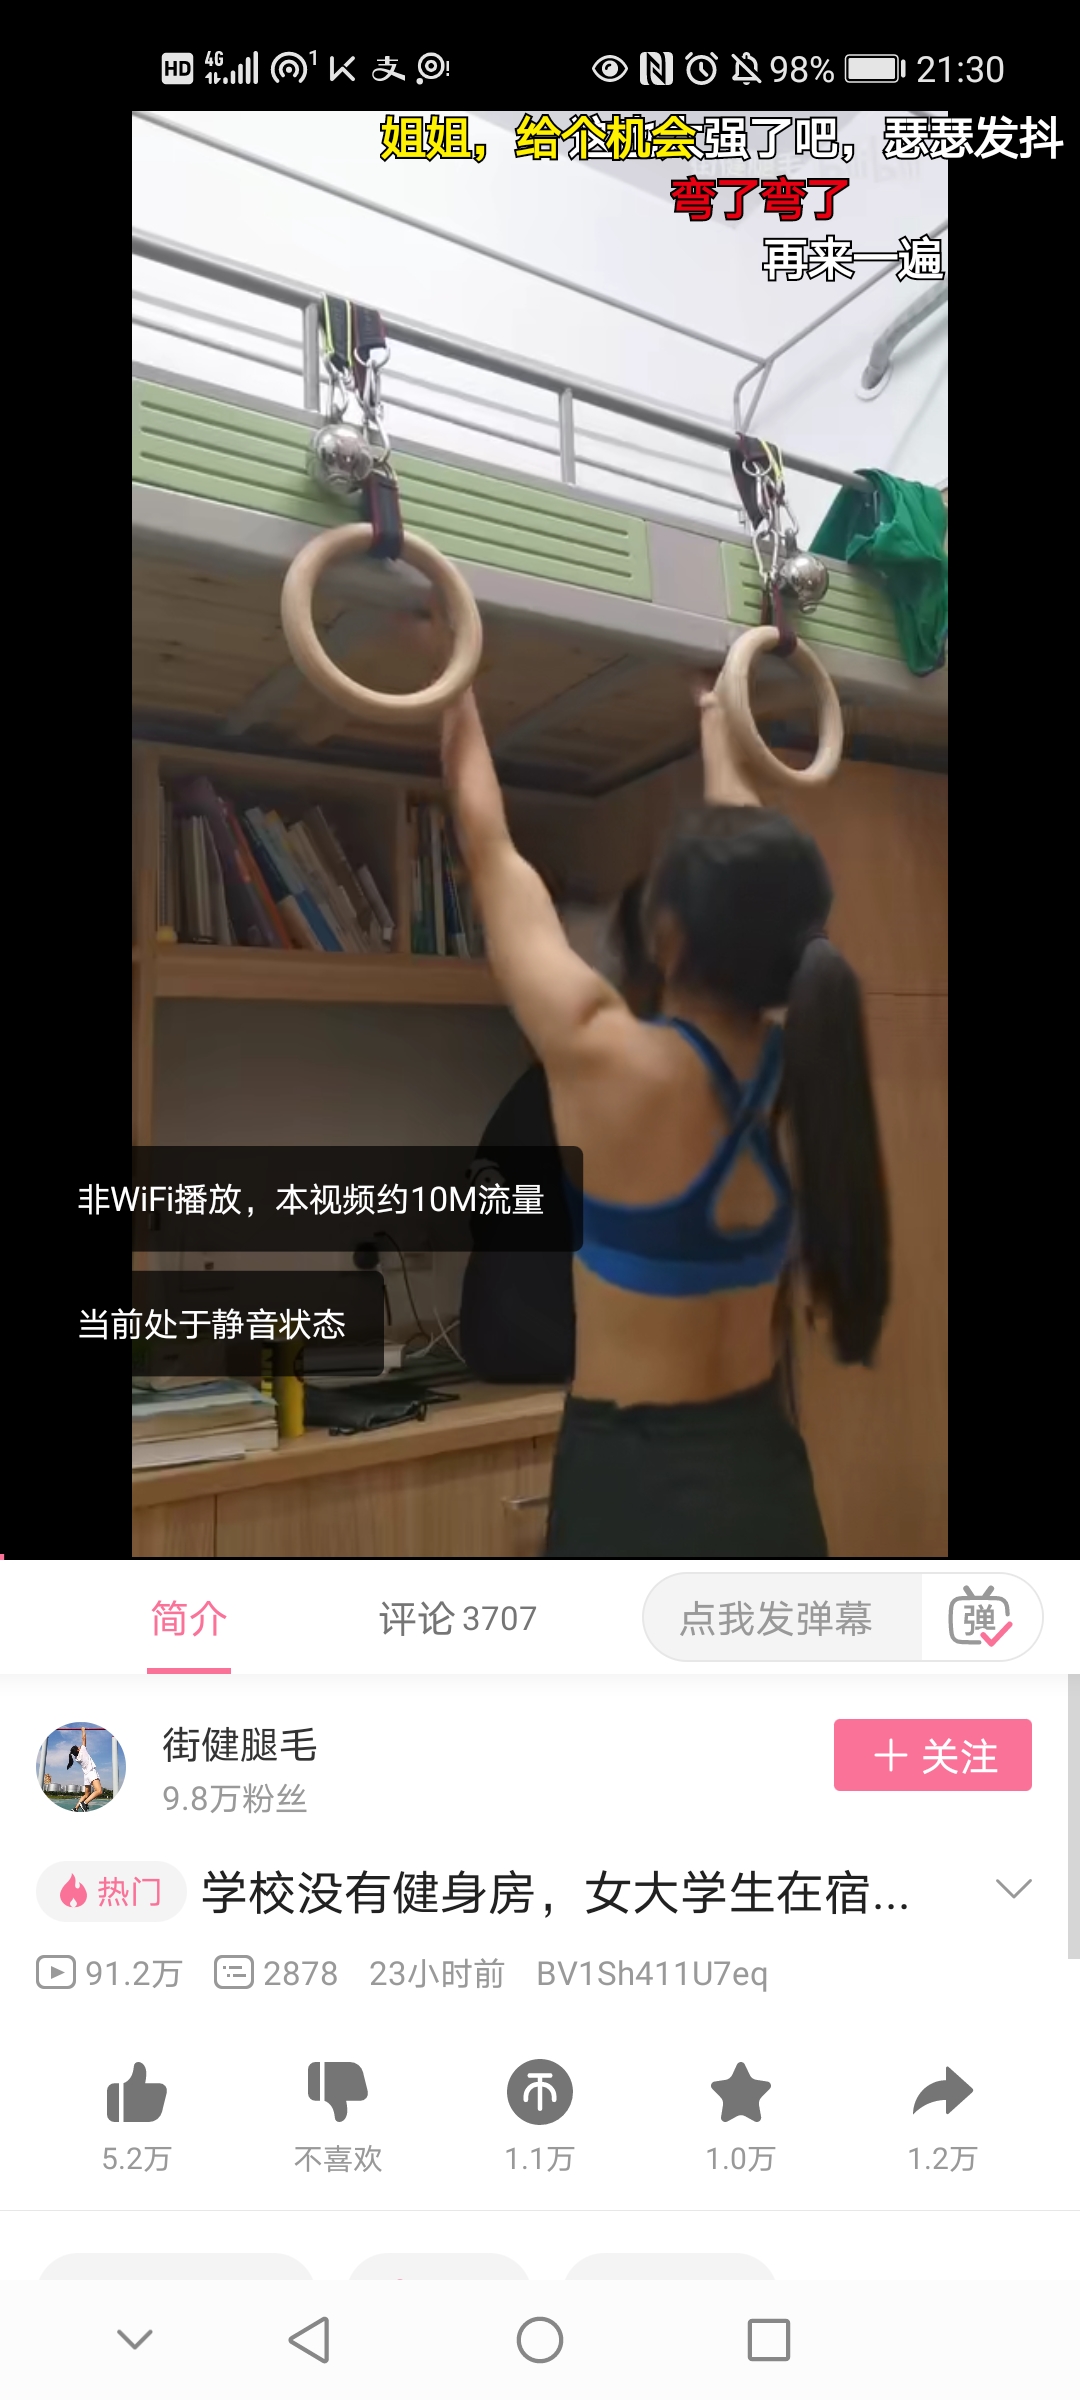 HD 4G 1 98% 21:30
姐姐，给个机会强了吧，瑟瑟发抖
弯了弯了
再来一遍
非WiFi播放，本视频约10M流量
当前处于静音状态
简介 评论 3707 点我发弹幕 弹
街健腿毛
9.8万粉丝
＋ 关注
热门 学校没有健身房，女大学生在宿...
91.2万 2878 23小时前 BV1Sh411U7eq
5.2万 不喜欢 1.1万 1.0万 1.2万